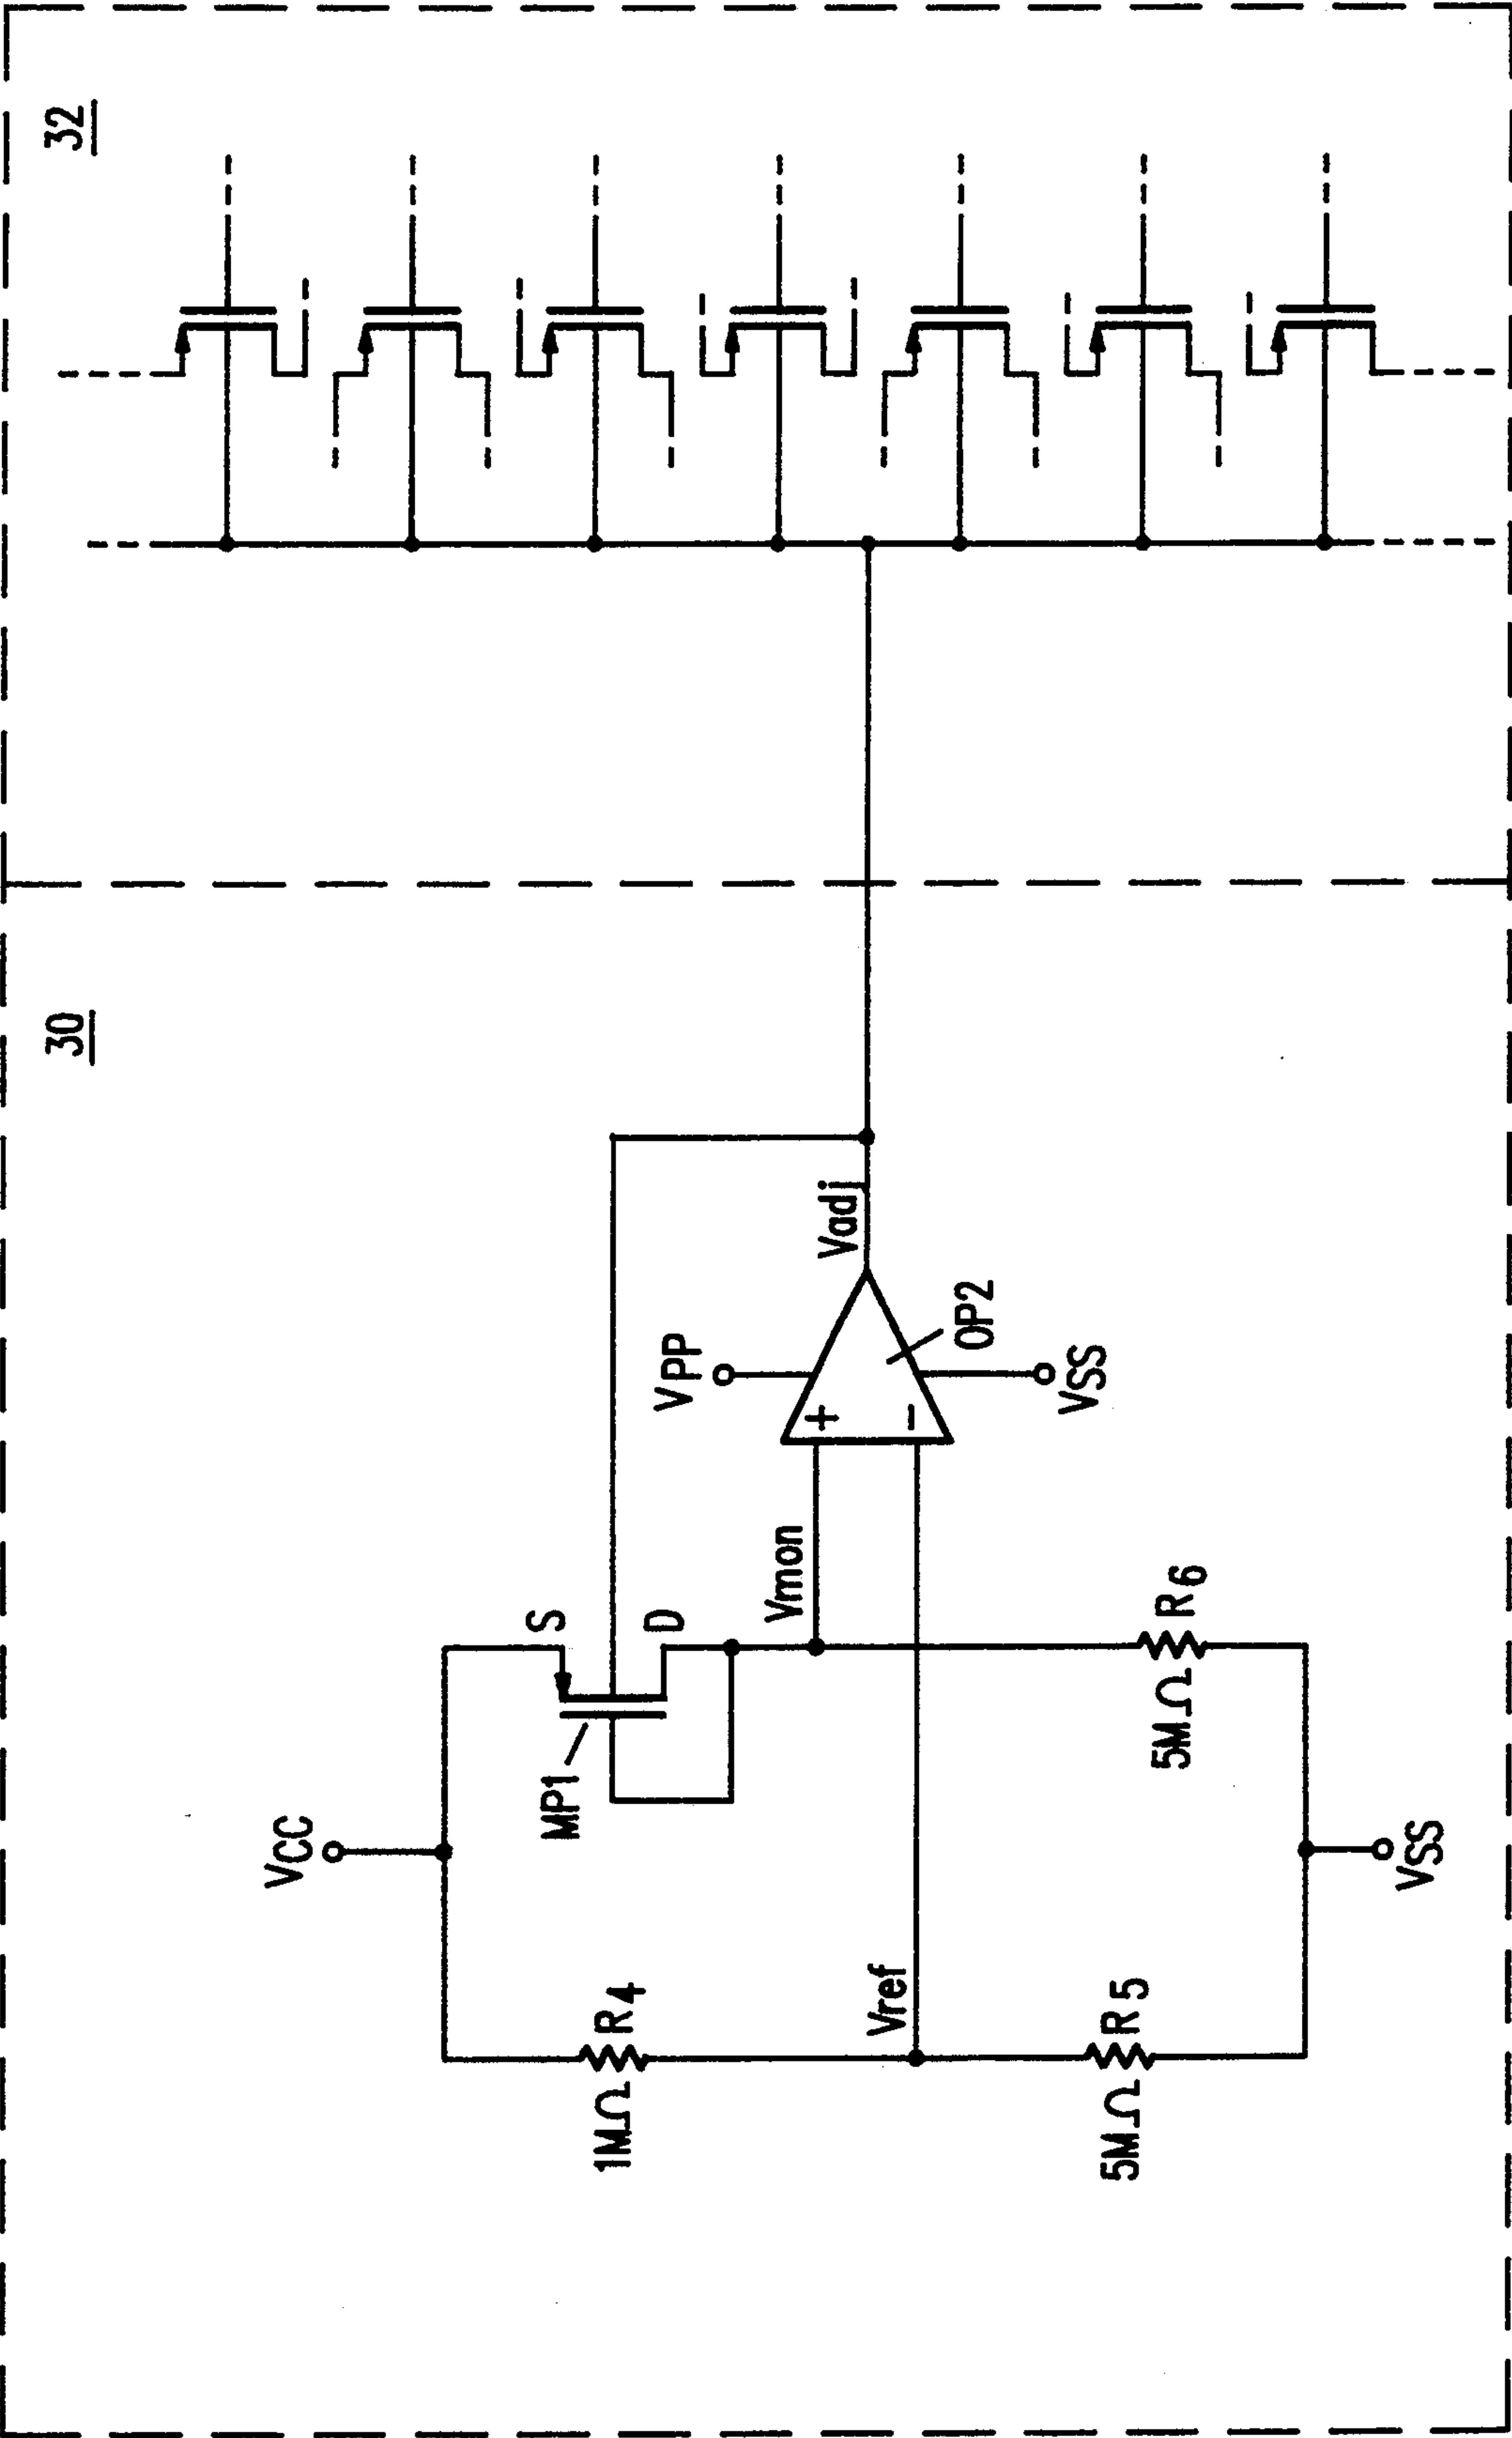 30
32
VCC
MP1
S
D
Vmon
VPP
+
-
OP2
Vadj
VSS
R4
1MΩ
Vref
R5
5MΩ
R6
5MΩ
VSS